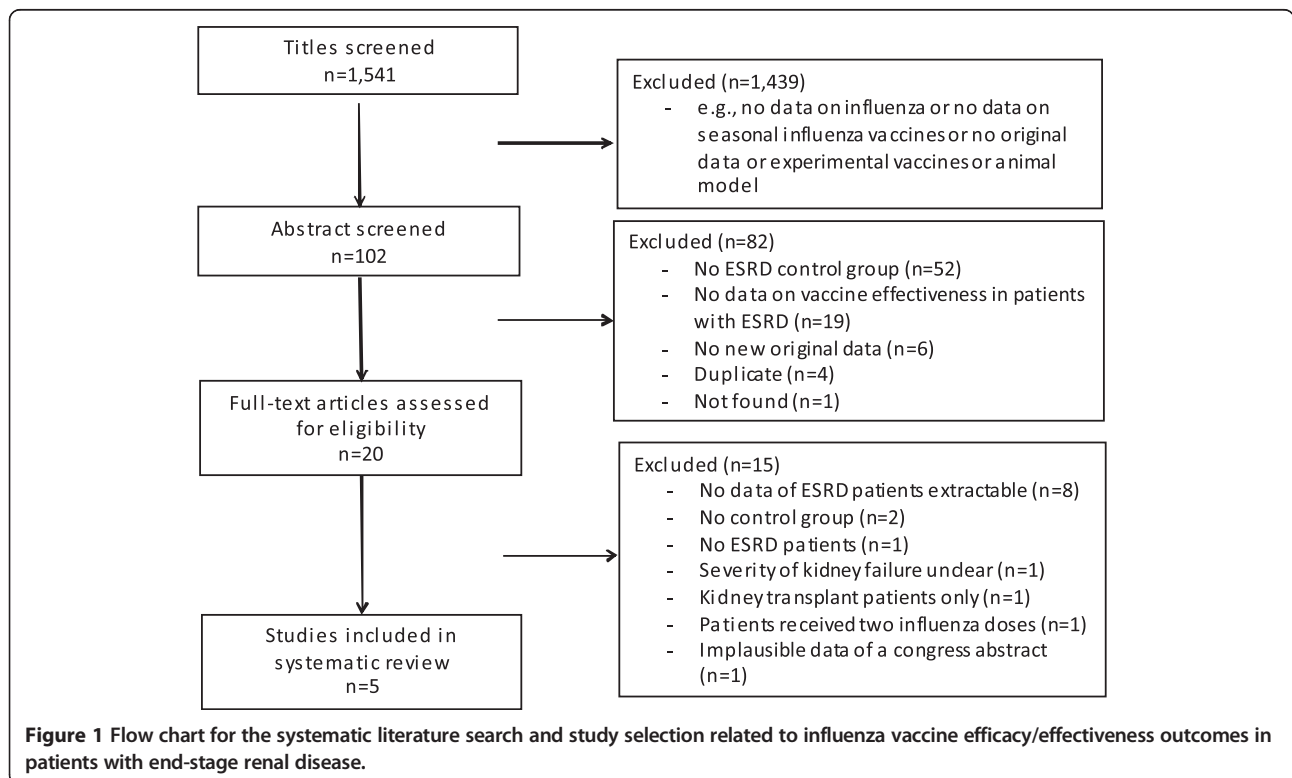 Titles screened
n=1,541
Excluded (n=1,439)
- e.g., no data on influenza or no data on
seasonal influenza vaccines or no original
data or experimental vaccines or animal
model
Abstract screened
n=102
Excluded (n=82)
- No ESRD control group (n=52)
- No data on vaccine effectiveness in patients
with ESRD (n=19)
- No new original data (n=6)
- Duplicate (n=4)
- Not found (n=1)
Full-text articles assessed
for eligibility
n=20
Excluded (n=15)
- No data of ESRD patients extractable (n=8)
- No control group (n=2)
- No ESRD patients (n=1)
- Severity of kidney failure unclear (n=1)
- Kidney transplant patients only (n=1)
- Patients received two influenza doses (n=1)
- Implausible data of a congress abstract
(n=1)
Studies included in
systematic review
n=5
Figure 1 Flow chart for the systematic literature search and study selection related to influenza vaccine efficacy/effectiveness outcomes in
patients with end-stage renal disease.